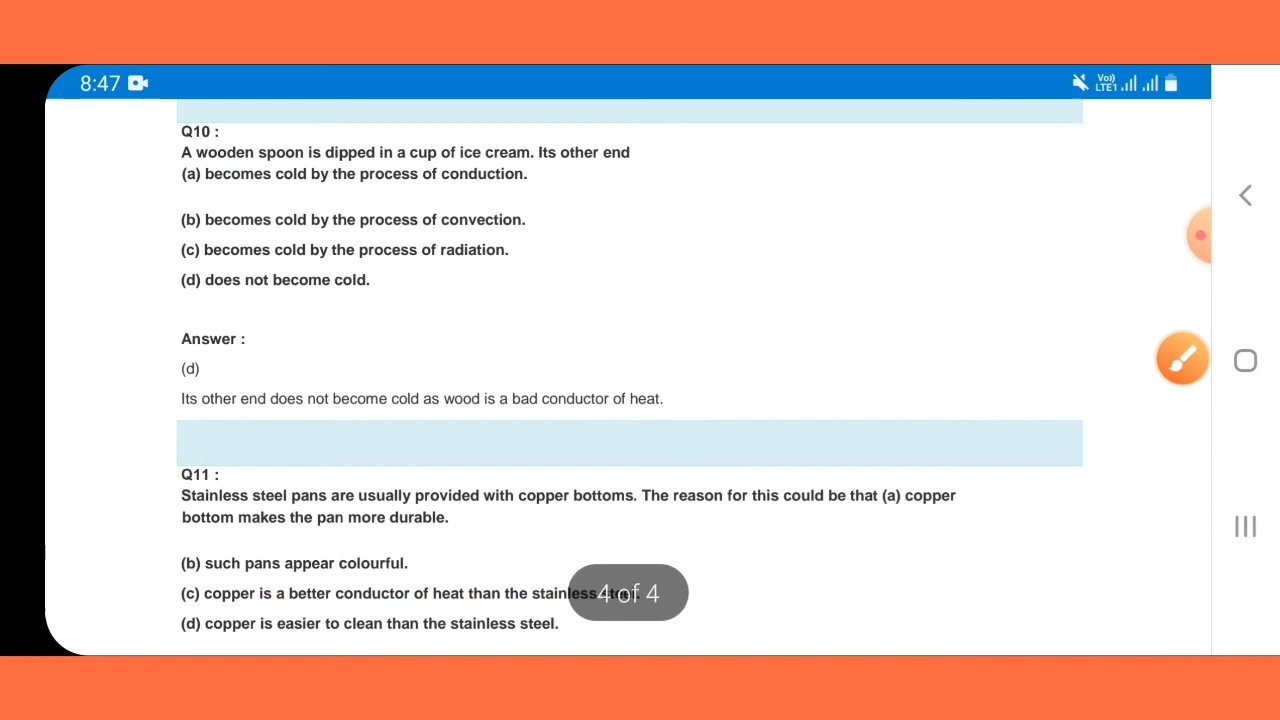 8:47
Vo)) LTE1
Q10 :
A wooden spoon is dipped in a cup of ice cream. Its other end
(a) becomes cold by the process of conduction.
(b) becomes cold by the process of convection.
(c) becomes cold by the process of radiation.
(d) does not become cold.
Answer :
(d)
Its other end does not become cold as wood is a bad conductor of heat.
Q11 :
Stainless steel pans are usually provided with copper bottoms. The reason for this could be that (a) copper
bottom makes the pan more durable.
(b) such pans appear colourful.
(c) copper is a better conductor of heat than the stainless steel.
4 of 4
(d) copper is easier to clean than the stainless steel.